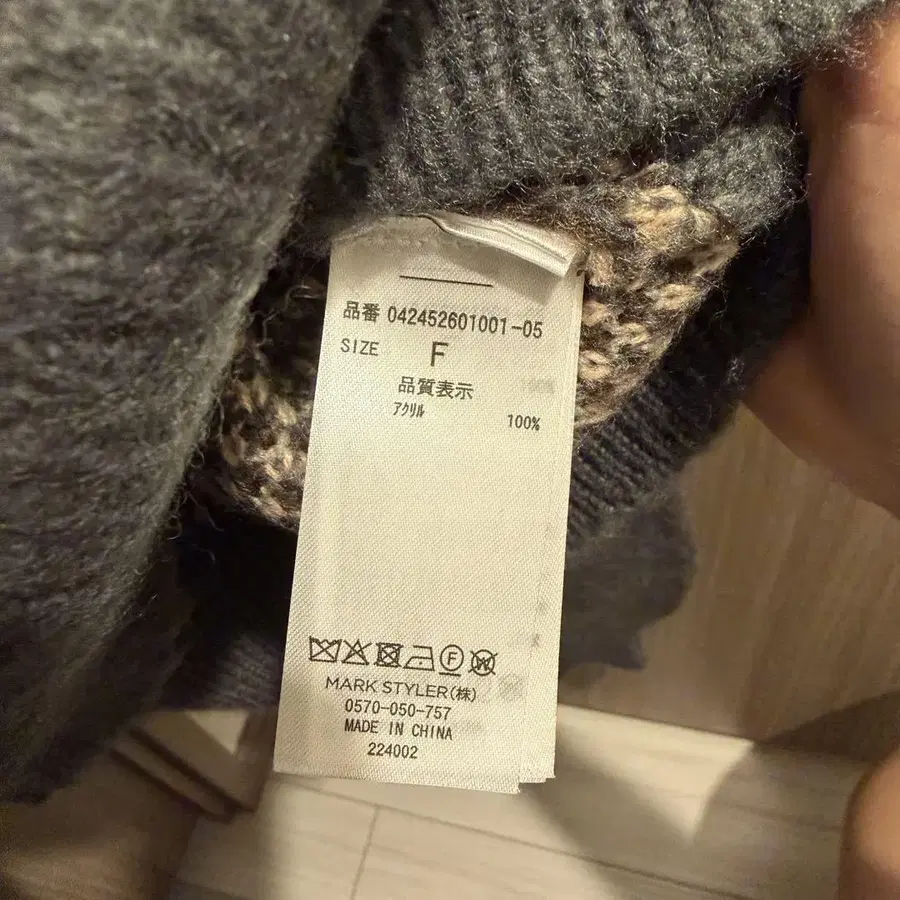 品番 042452601001-05
SIZE F
品質表示
アクリル 100%
F
MARK STYLER(株)
0570-050-757
MADE IN CHINA
224002